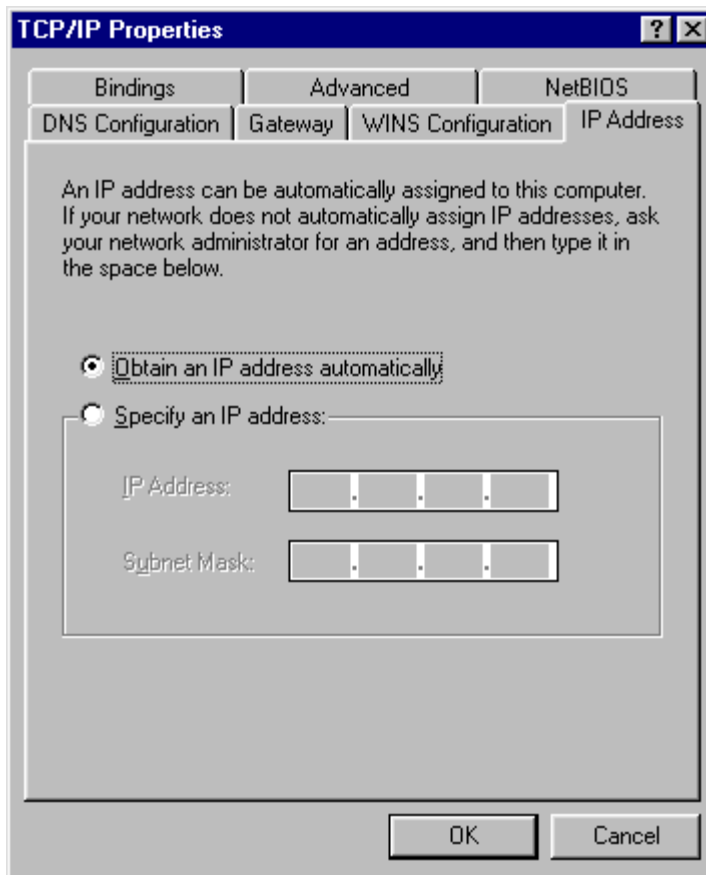 TCP/IP Properties
Bindings
Advanced
NetBIOS
DNS Configuration
Gateway
WINS Configuration
IP Address
An IP address can be automatically assigned to this computer.
If your network does not automatically assign IP addresses, ask
your network administrator for an address, and then type it in
the space below.
Obtain an IP address automatically
Specify an IP address:
IP Address:
. . .
Subnet Mask:
. . .
OK
Cancel